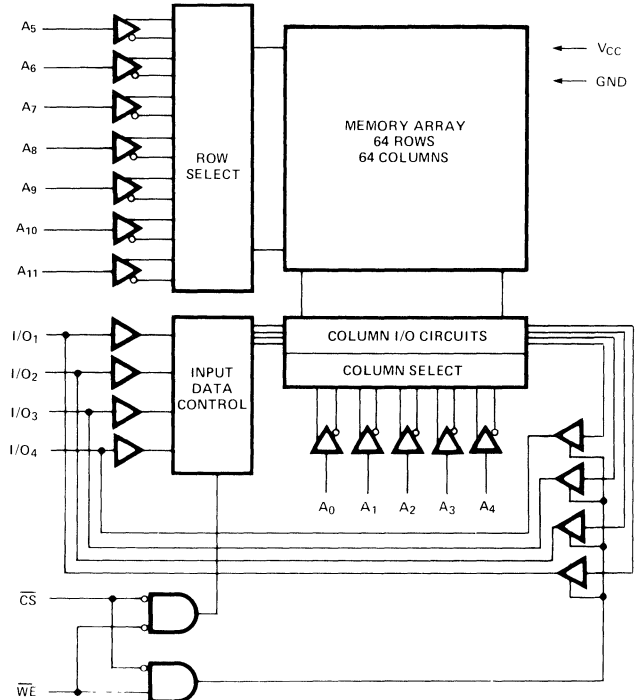 A5
A6
A7
A8
A9
A10
A11
ROW
SELECT
MEMORY ARRAY
64 ROWS
64 COLUMNS
VCC
GND
I/O1
I/O2
I/O3
I/O4
INPUT
DATA
CONTROL
COLUMN I/O CIRCUITS
COLUMN SELECT
A0
A1
A2
A3
A4
CS
WE